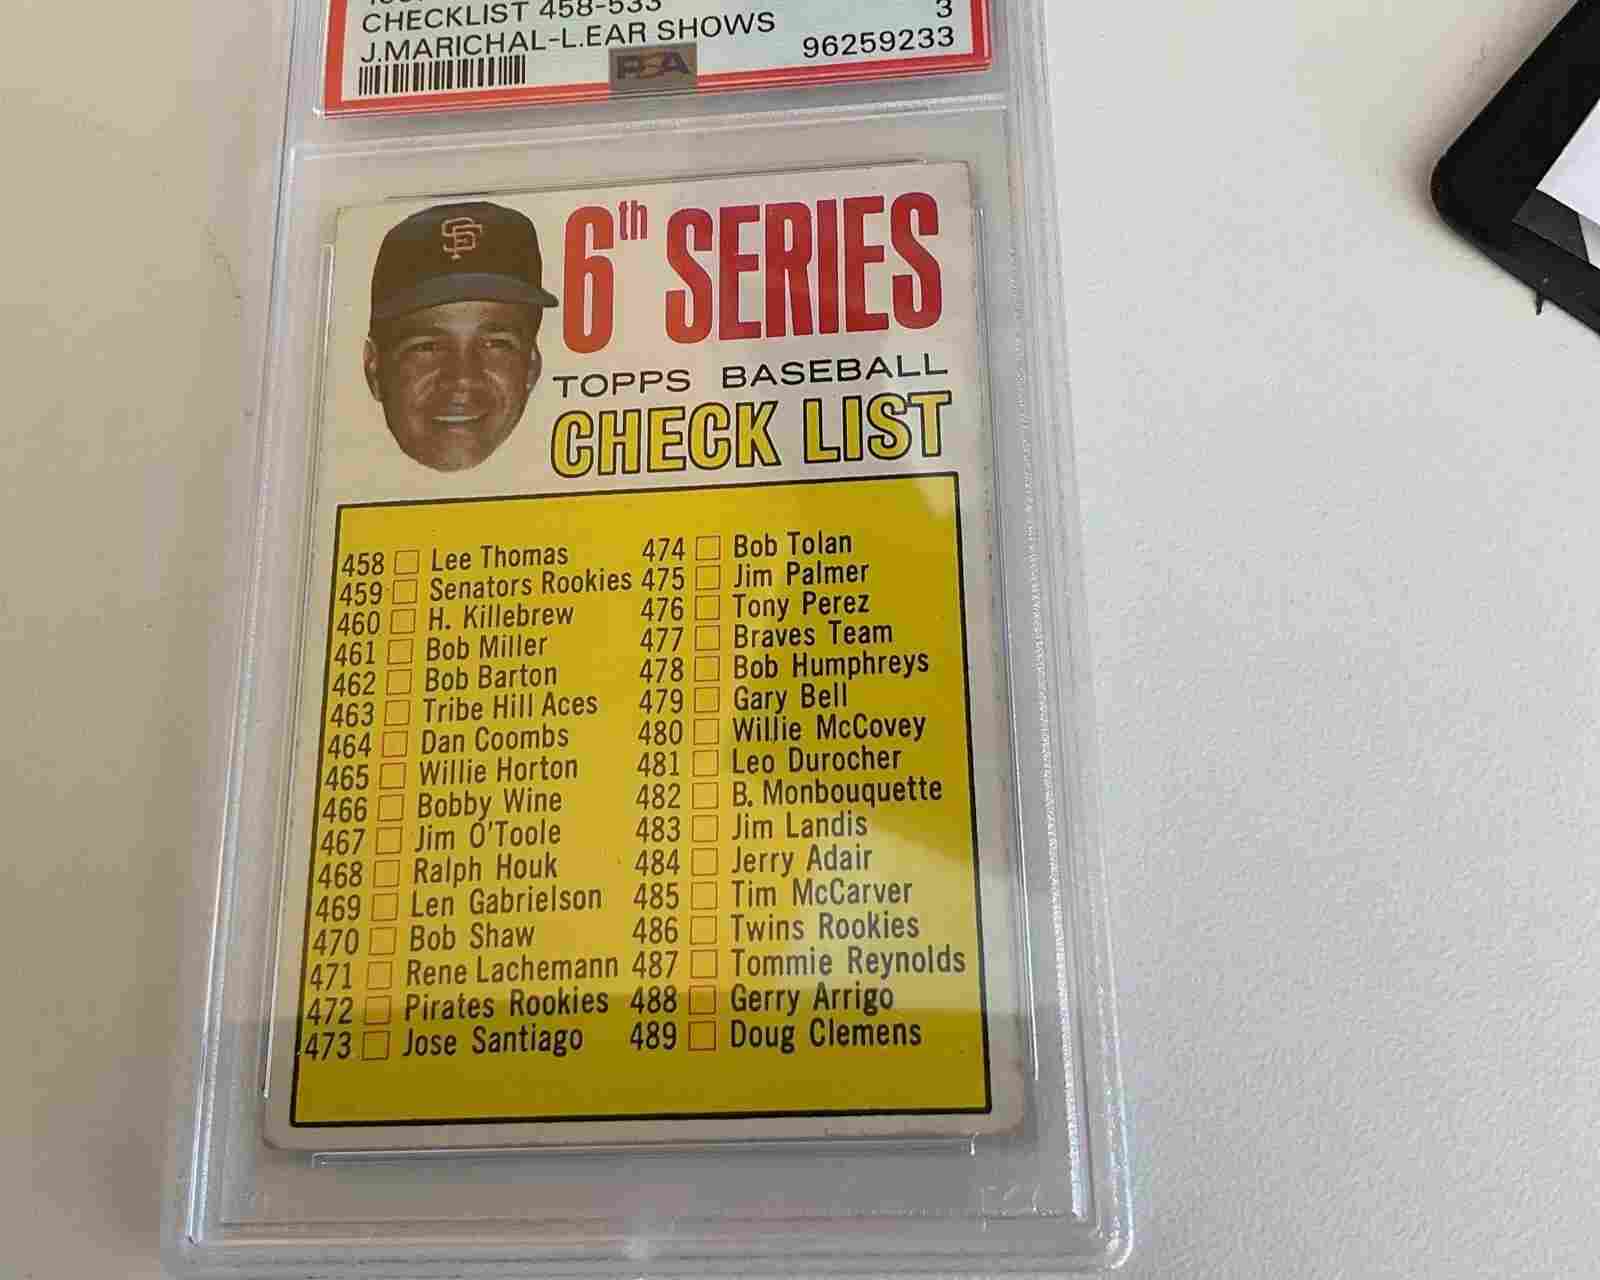 CHECKLIST 458-533
3
J.MARICHAL-L.EAR SHOWS
96259233
PSA
SF
6th SERIES
TOPPS BASEBALL
CHECK LIST
458 Lee Thomas
459 Senators Rookies
460 H. Killebrew
461 Bob Miller
462 Bob Barton
463 Tribe Hill Aces
464 Dan Coombs
465 Willie Horton
466 Bobby Wine
467 Jim O'Toole
468 Ralph Houk
469 Len Gabrielson
470 Bob Shaw
471 Rene Lachemann
472 Pirates Rookies
473 Jose Santiago
474 Bob Tolan
475 Jim Palmer
476 Tony Perez
477 Braves Team
478 Bob Humphreys
479 Gary Bell
480 Willie McCovey
481 Leo Durocher
482 B. Monbouquette
483 Jim Landis
484 Jerry Adair
485 Tim McCarver
486 Twins Rookies
487 Tommie Reynolds
488 Gerry Arrigo
489 Doug Clemens